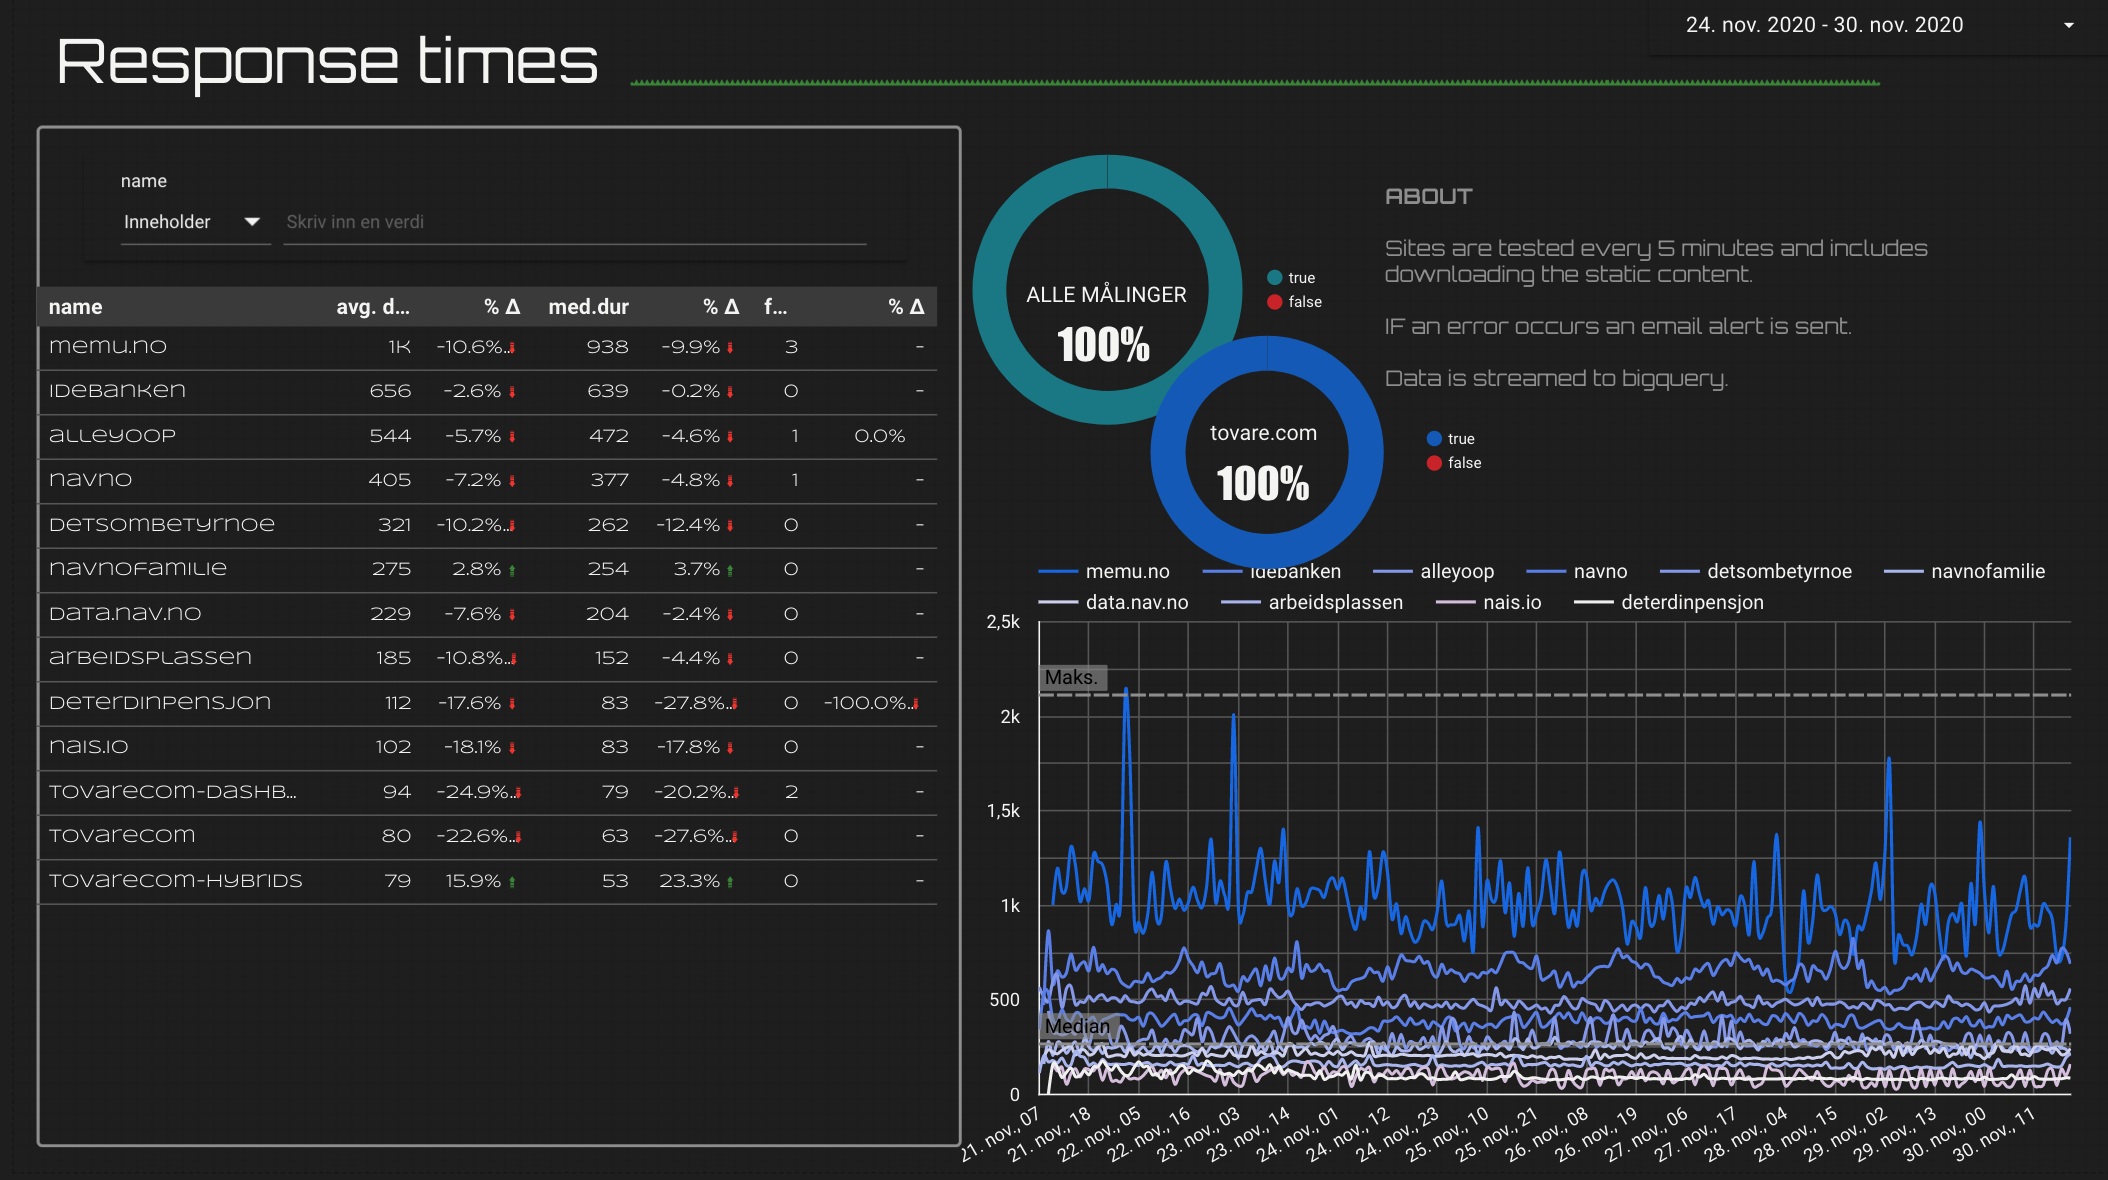 Response times
24. nov. 2020 - 30. nov. 2020
name
Inneholder Skriv inn en verdi
name avg. d... % Δ med.dur % Δ f... % Δ
memu.no 1K -10.6%... 938 -9.9% 3 -
idebanken 656 -2.6% 639 -0.2% 0 -
alleyoop 544 -5.7% 472 -4.6% 1 0.0%
navno 405 -7.2% 377 -4.8% 1 -
detsombetyrnoe 321 -10.2%... 262 -12.4% 0 -
navnofamilie 275 2.8% 254 3.7% 0 -
data.nav.no 229 -7.6% 204 -2.4% 0 -
arbeidsplassen 185 -10.8%... 152 -4.4% 0 -
deterdinpensjon 112 -17.6% 83 -27.8%... 0 -100.0%...
nais.io 102 -18.1% 83 -17.8% 0 -
tovarecom-dashb... 94 -24.9%... 79 -20.2%... 2 -
tovarecom 80 -22.6%... 63 -27.6%... 0 -
tovarecom-hybrids 79 15.9% 53 23.3% 0 -
ALLE MÅLINGER
100%
true
false
tovare.com
100%
true
false
ABOUT
Sites are tested every 5 minutes and includes
downloading the static content.
IF an error occurs an email alert is sent.
Data is streamed to bigquery.
memu.no idebanken alleyoop navno detsombetyrnoe navnofamilie
data.nav.no arbeidsplassen nais.io deterdinpensjon
2,5k
Maks.
2k
1,5k
1k
500
Median
0
21. nov., 07
21. nov., 18
22. nov., 05
22. nov., 16
23. nov., 03
23. nov., 14
24. nov., 01
24. nov., 12
24. nov., 23
25. nov., 10
25. nov., 21
26. nov., 08
26. nov., 19
27. nov., 06
27. nov., 17
28. nov., 04
28. nov., 15
29. nov., 02
29. nov., 13
30. nov., 00
30. nov., 11